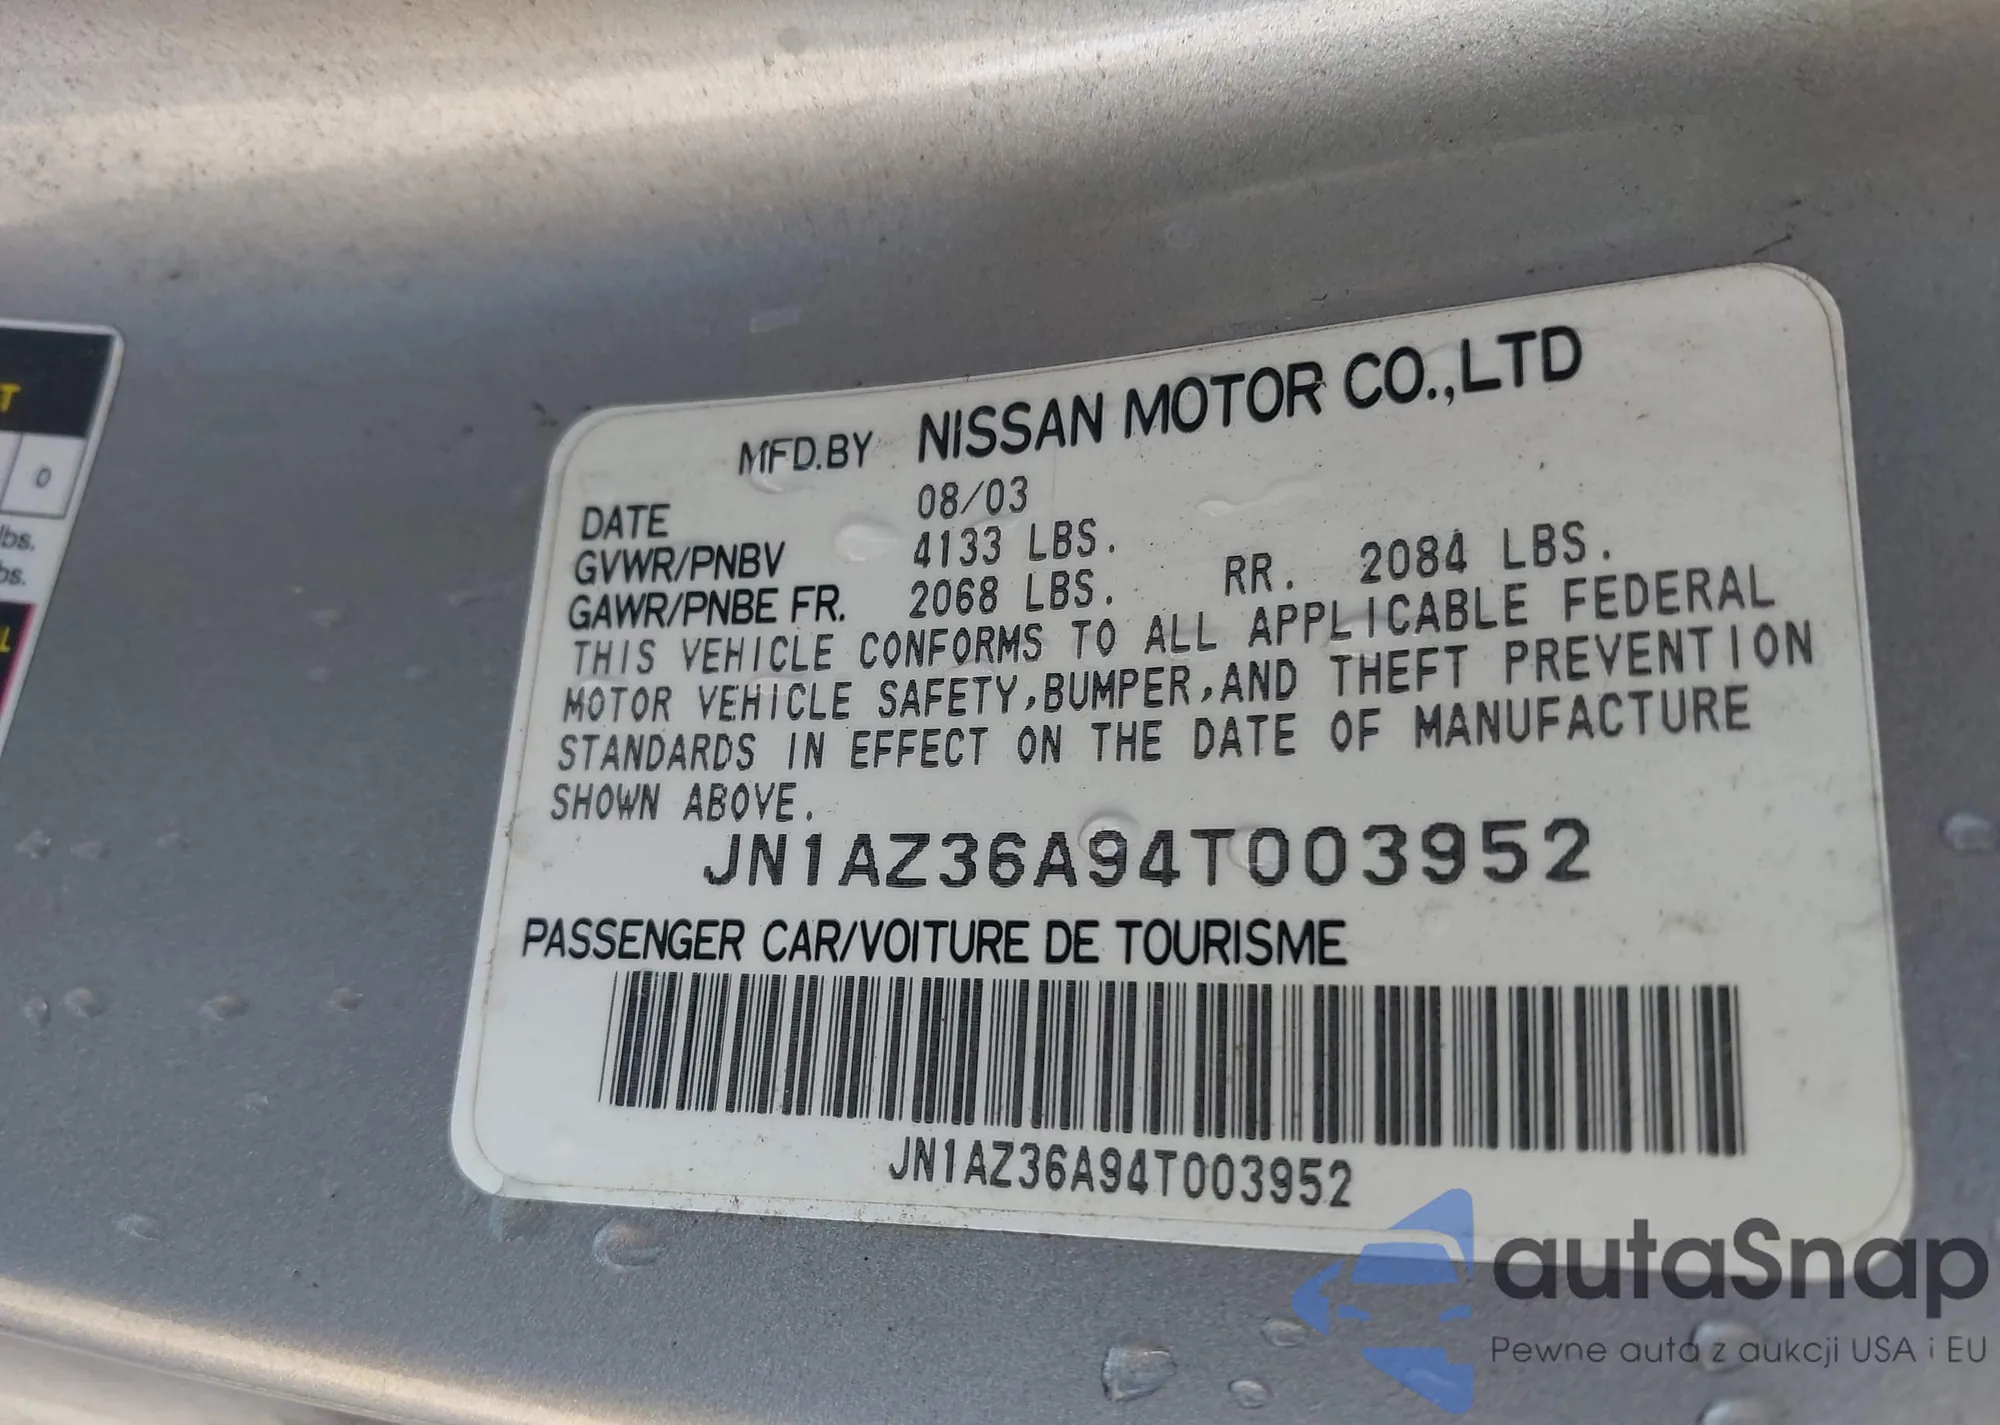 T
0
lbs.
bs.
L
MFD.BY NISSAN MOTOR CO.,LTD
DATE 08/03
GVWR/PNBV 4133 LBS.
GAWR/PNBE FR. 2068 LBS. RR. 2084 LBS.
THIS VEHICLE CONFORMS TO ALL APPLICABLE FEDERAL
MOTOR VEHICLE SAFETY,BUMPER,AND THEFT PREVENTION
STANDARDS IN EFFECT ON THE DATE OF MANUFACTURE
SHOWN ABOVE.
JN1AZ36A94T003952
PASSENGER CAR/VOITURE DE TOURISME
JN1AZ36A94T003952
autaSnap
Pewne auta z aukcji USA i EU